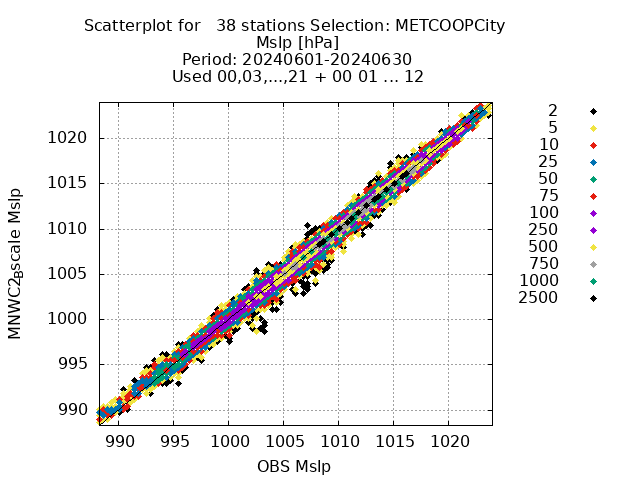 Scatterplot for   38 stations Selection: METCOOPCity
Mslp [hPa]
Period: 20240601-20240630
Used 00,03,...,21 + 00 01 ... 12
MNWC2.5scale Mslp
1020
1015
1010
1005
1000
995
990
990 995 1000 1005 1010 1015 1020
OBS Mslp
2
5
10
25
50
75
100
250
500
750
1000
2500